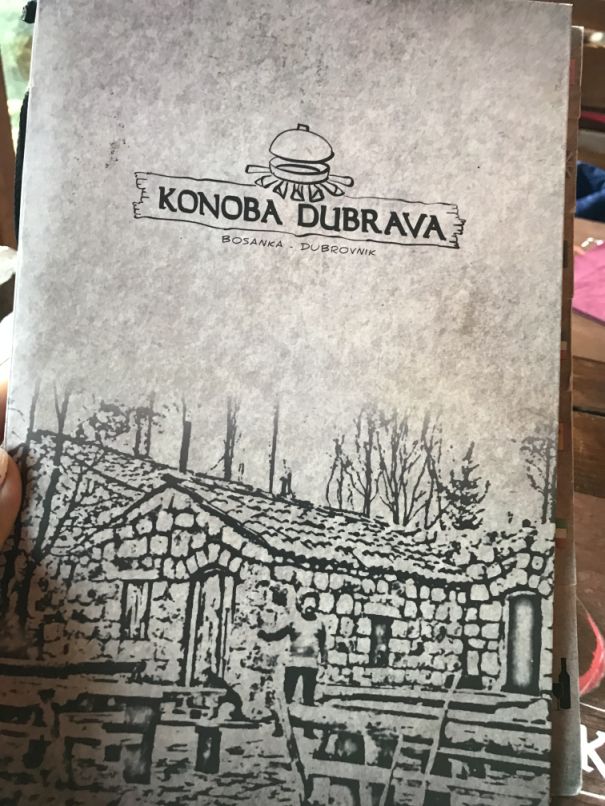 KONOBA DUBRAVA
BOSANKA . DUBROVNIK
K